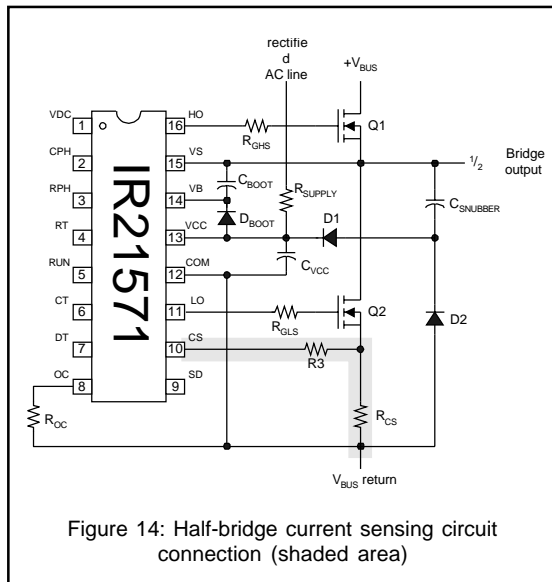 rectifie
d
AC line
+V_BUS
VDC 1
16 HO
R_GHS
Q1
CPH 2
15 VS
1/2 Bridge
output
C_BOOT
R_SUPPLY
C_SNUBBER
RPH 3
14 VB
D_BOOT
D1
RT 4
13 VCC
IR21571
C_VCC
RUN 5
12 COM
CT 6
11 LO
R_GLS
Q2
D2
DT 7
10 CS
R3
OC 8
9 SD
R_OC
R_CS
V_BUS return
Figure 14: Half-bridge current sensing circuit
connection (shaded area)